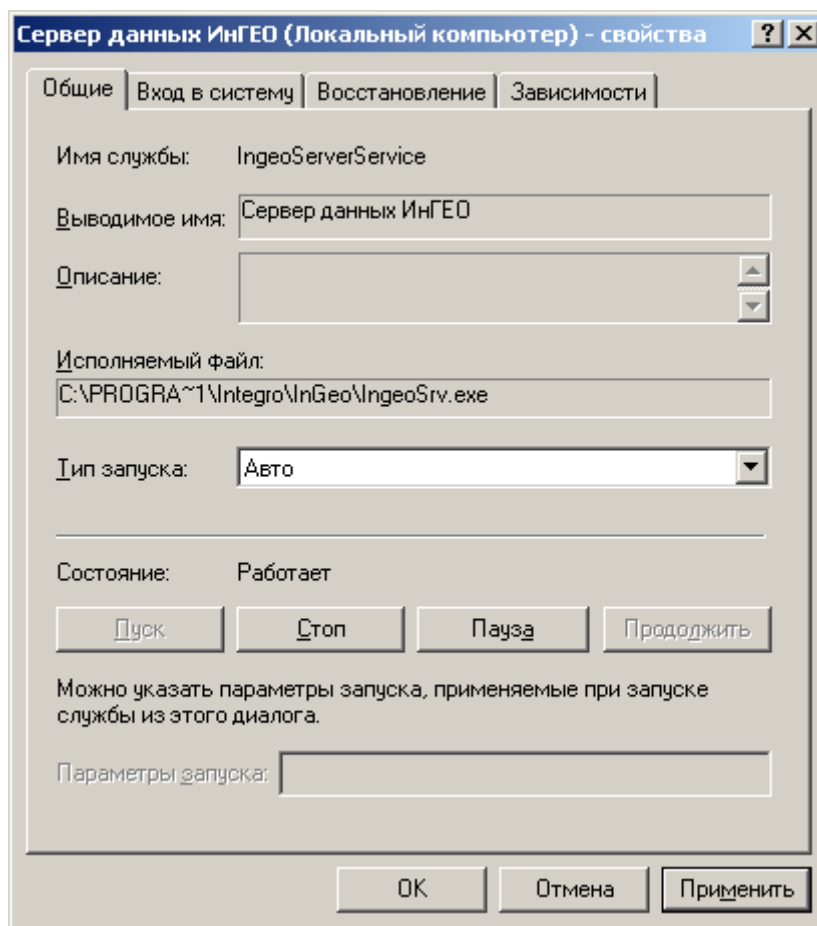 Сервер данных ИнГЕО (Локальный компьютер) - свойства
Общие Вход в систему Восстановление Зависимости
Имя службы: IngeoServerService
Выводимое имя: Сервер данных ИнГЕО
Описание:
Исполняемый файл:
C:\PROGRA~1\Integro\InGeo\IngeoSrv.exe
Тип запуска: Авто
Состояние: Работает
Пуск Стоп Пауза Продолжить
Можно указать параметры запуска, применяемые при запуске
службы из этого диалога.
Параметры запуска:
OK Отмена Применить